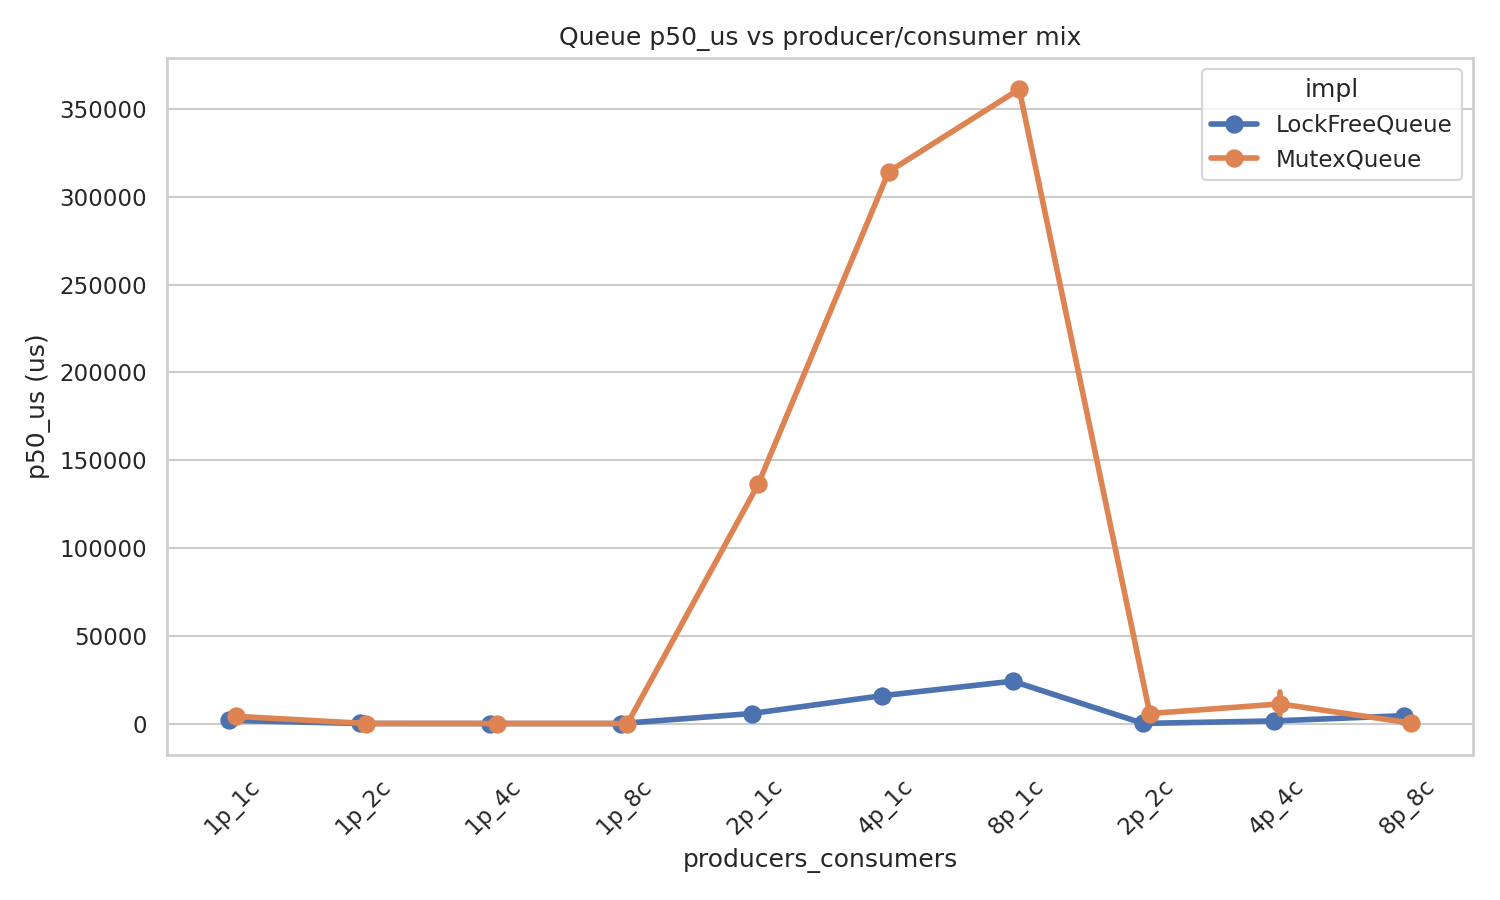 Queue p50_us vs producer/consumer mix
impl
LockFreeQueue
MutexQueue
p50_us (us)
350000
300000
250000
200000
150000
100000
50000
0
1p_1c
1p_2c
1p_4c
1p_8c
2p_1c
4p_1c
8p_1c
2p_2c
4p_4c
8p_8c
producers_consumers